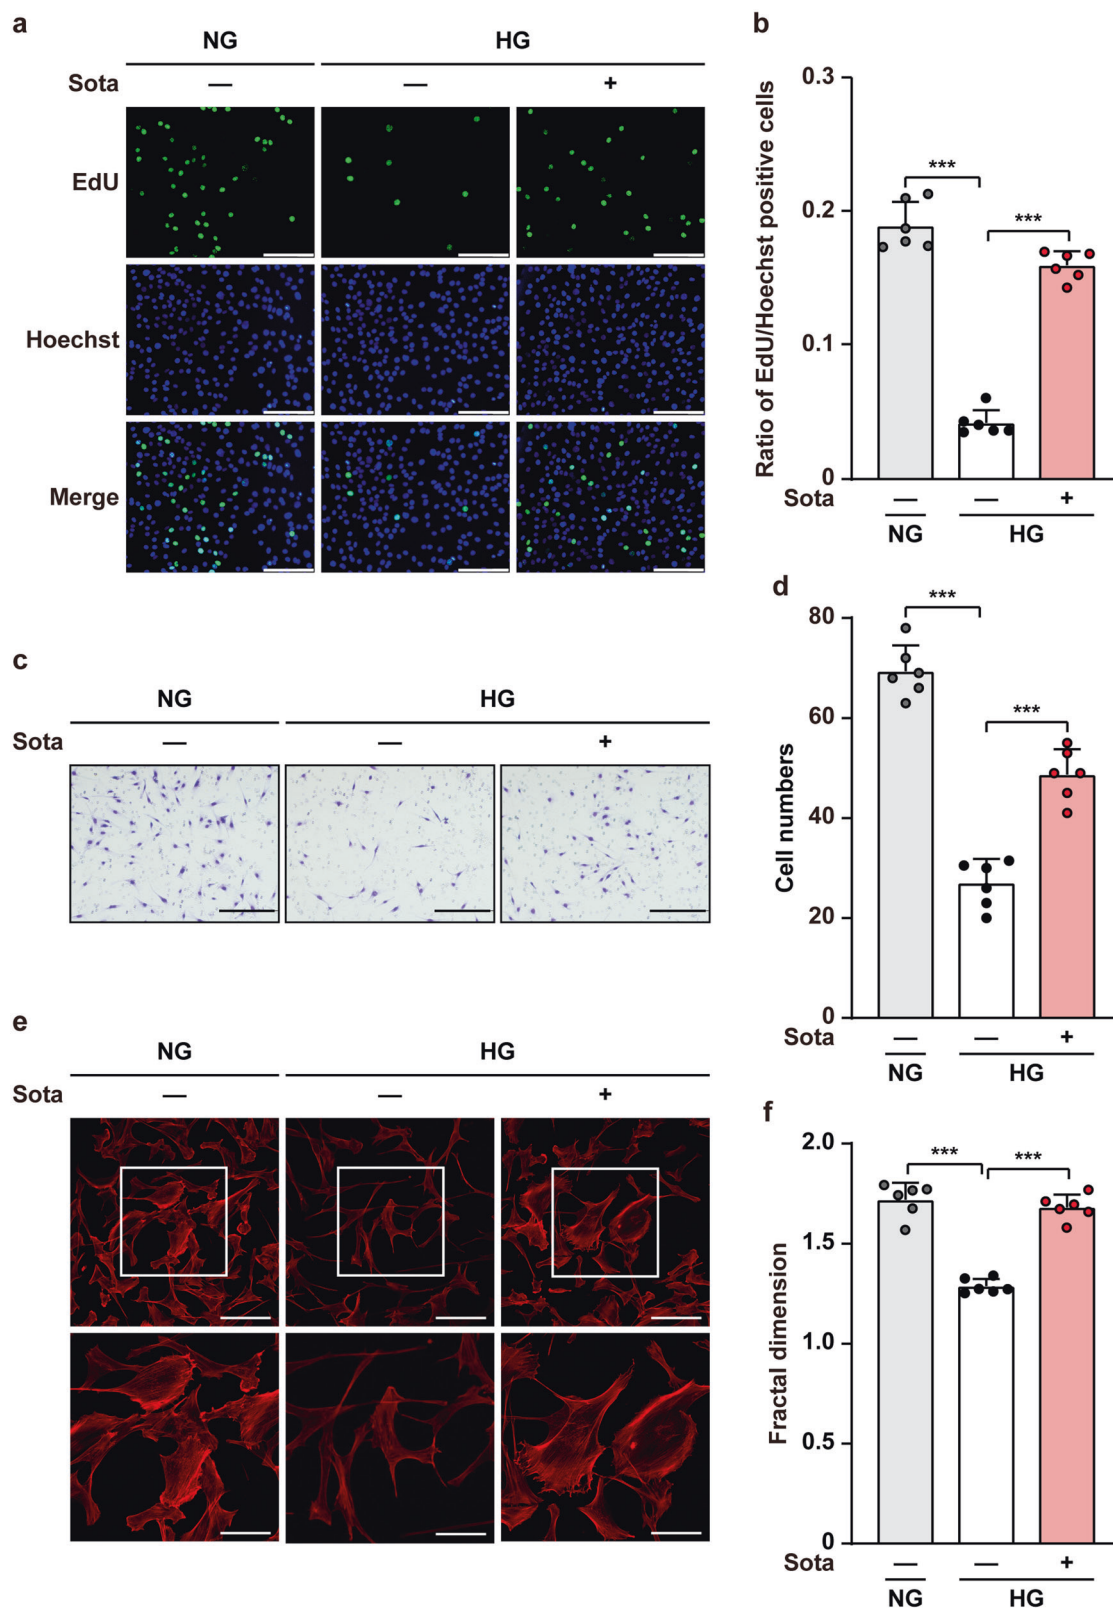 a
NG HG
Sota — — +
EdU
Hoechst
Merge
b
Ratio of EdU/Hoechst positive cells
0.3
0.2
0.1
0
*** ***
Sota — — +
NG HG
c
NG HG
Sota — — +
d
Cell numbers
80
60
40
20
0
*** ***
Sota — — +
NG HG
e
NG HG
Sota — — +
f
Fractal dimension
2.0
1.5
1.0
0.5
0
*** ***
Sota — — +
NG HG